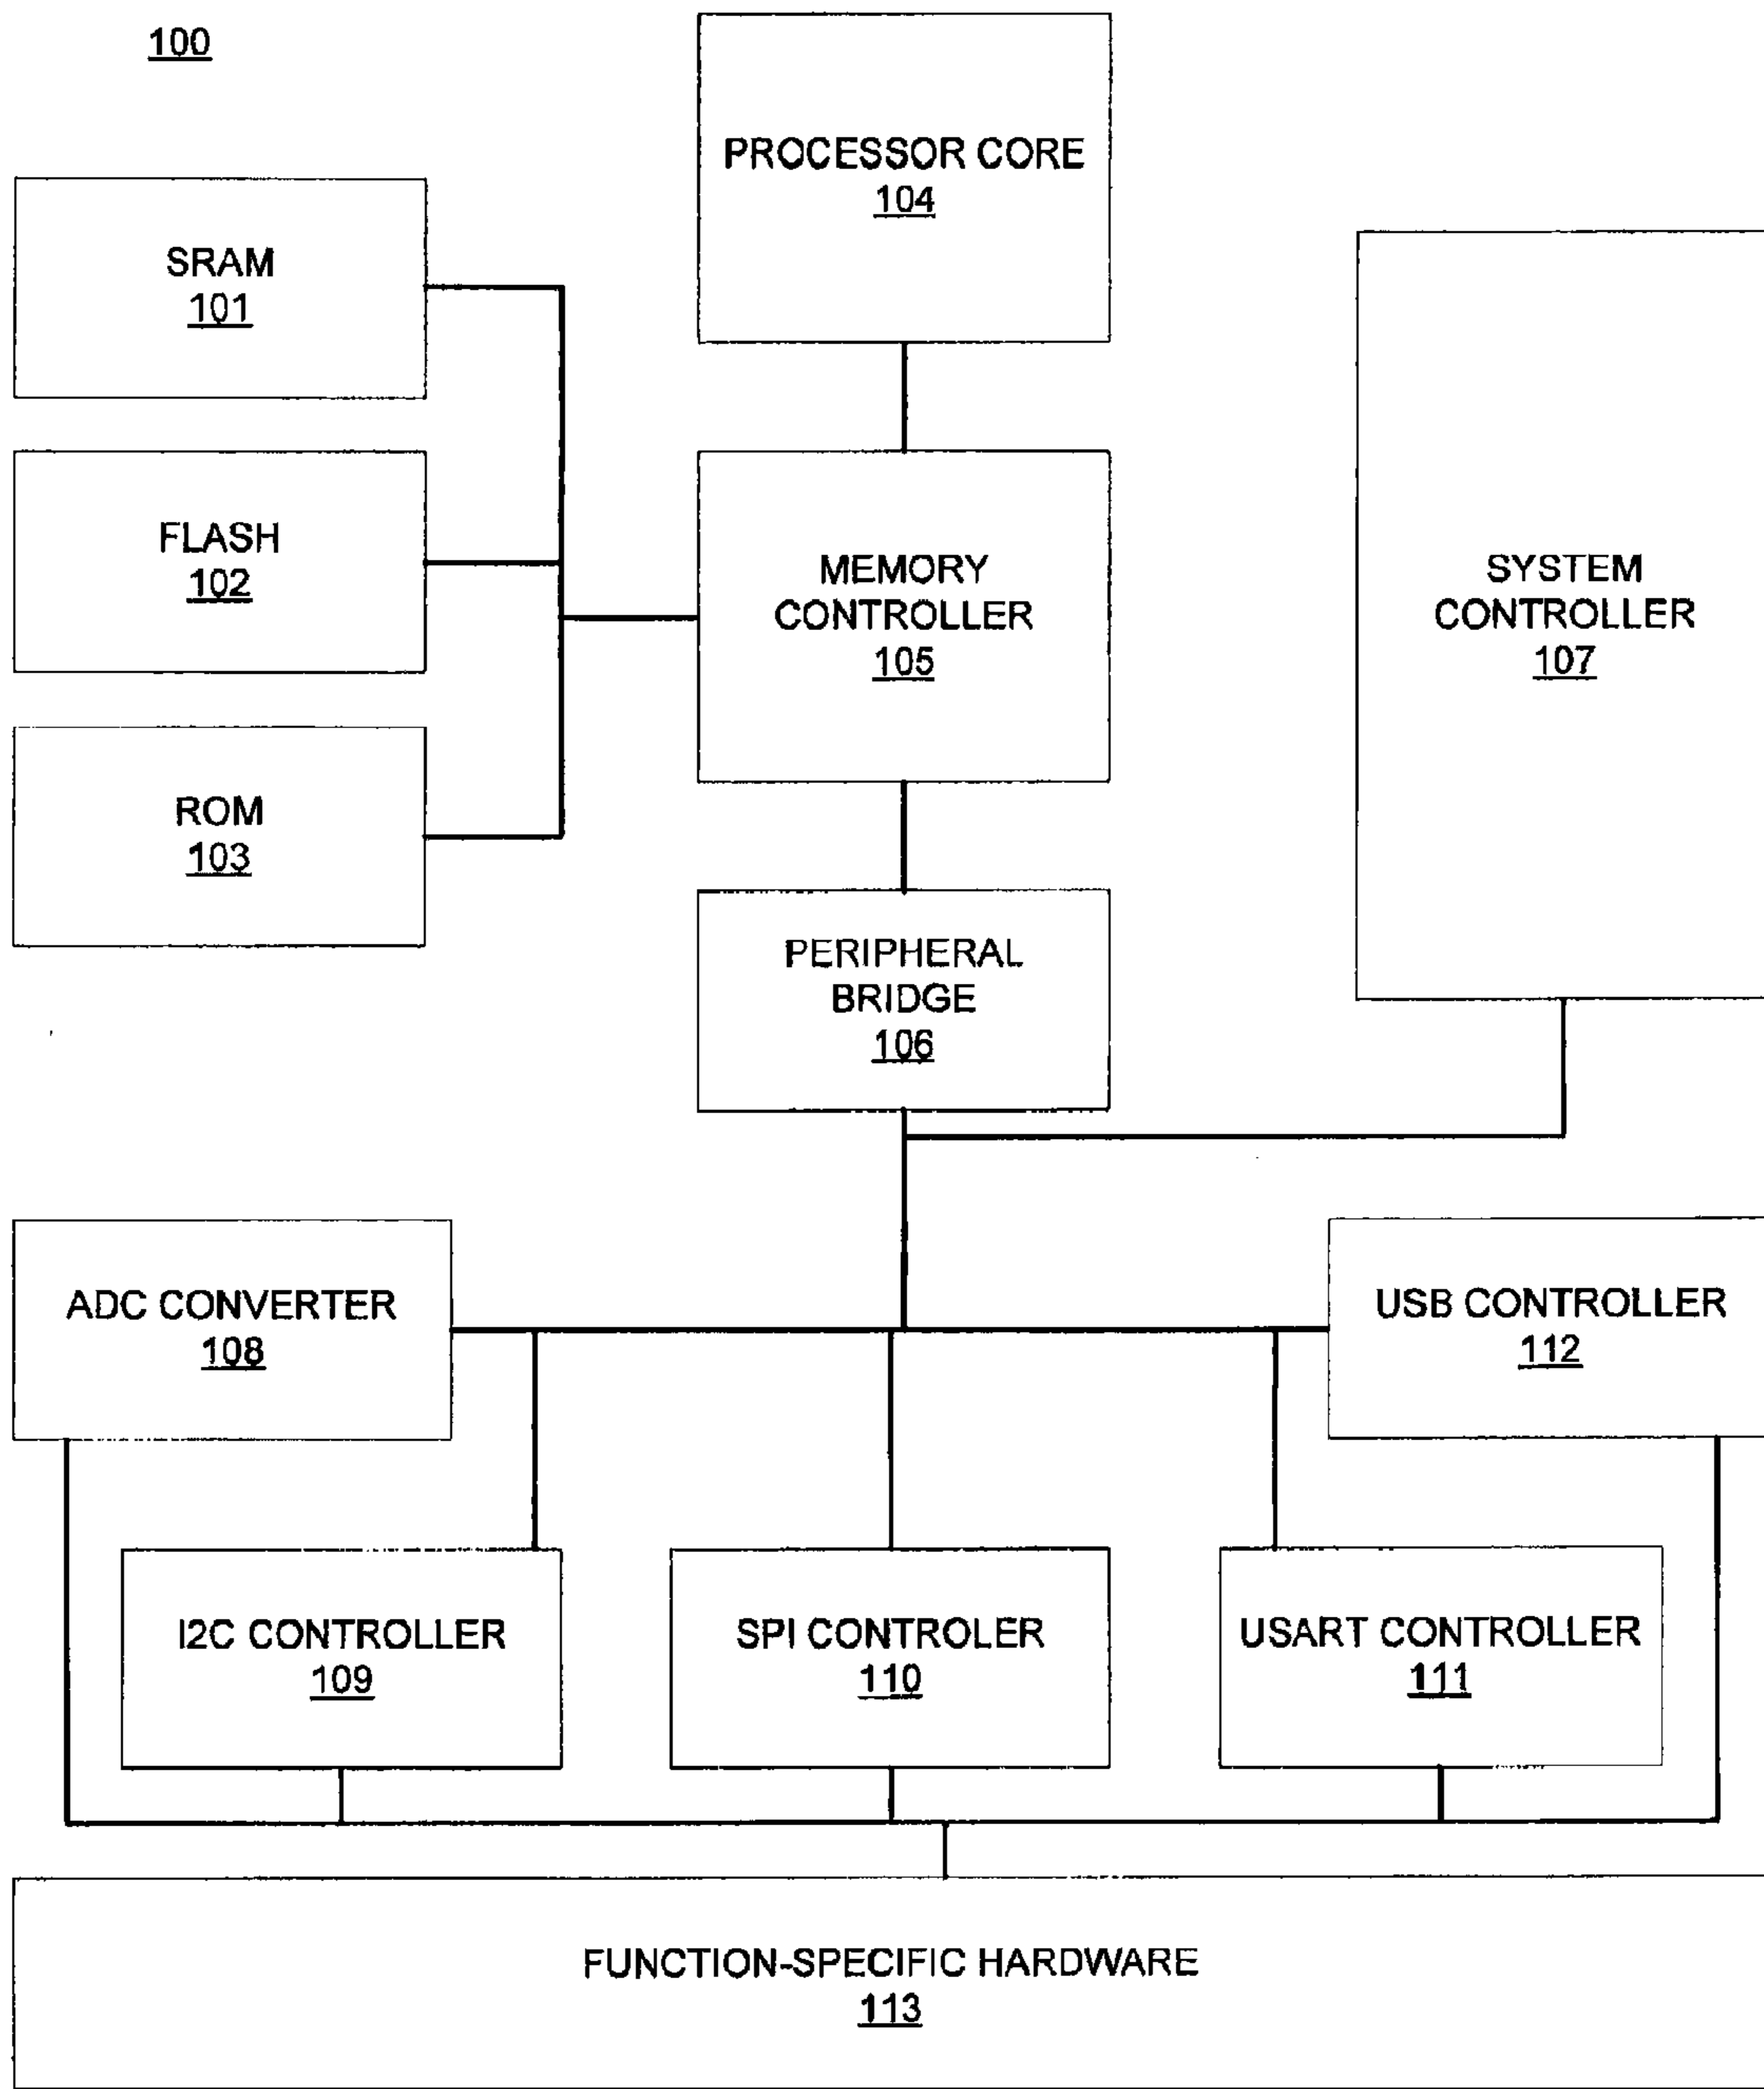 100
PROCESSOR CORE
104
SRAM
101
FLASH
102
ROM
103
MEMORY
CONTROLLER
105
SYSTEM
CONTROLLER
107
PERIPHERAL
BRIDGE
106
ADC CONVERTER
108
USB CONTROLLER
112
I2C CONTROLLER
109
SPI CONTROLER
110
USART CONTROLLER
111
FUNCTION-SPECIFIC HARDWARE
113